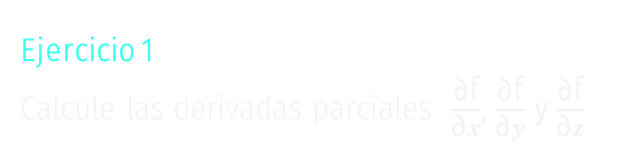 Ejercicio 1
Calcule las derivadas parciales ∂f/∂x, ∂f/∂y y ∂f/∂z